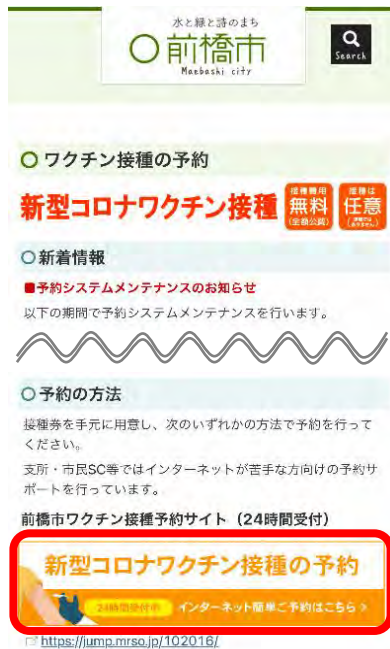 水と緑と詩のまち
前橋市
Maebashi city
Search
ワクチン接種の予約
新型コロナワクチン接種
接種費用
無料
(全額公費)
接種は
任意
新着情報
■予約システムメンテナンスのお知らせ
以下の期間で予約システムメンテナンスを行います。
予約の方法
接種券を手元に用意し、次のいずれかの方法で予約を行って
ください。
支所・市民SC等ではインターネットが苦手な方向けの予約サ
ポートを行っています。
前橋市ワクチン接種予約サイト（24時間受付）
新型コロナワクチン接種の予約
24時間受付中 インターネット簡単ご予約はこちら >
https://jump.mrso.jp/102016/